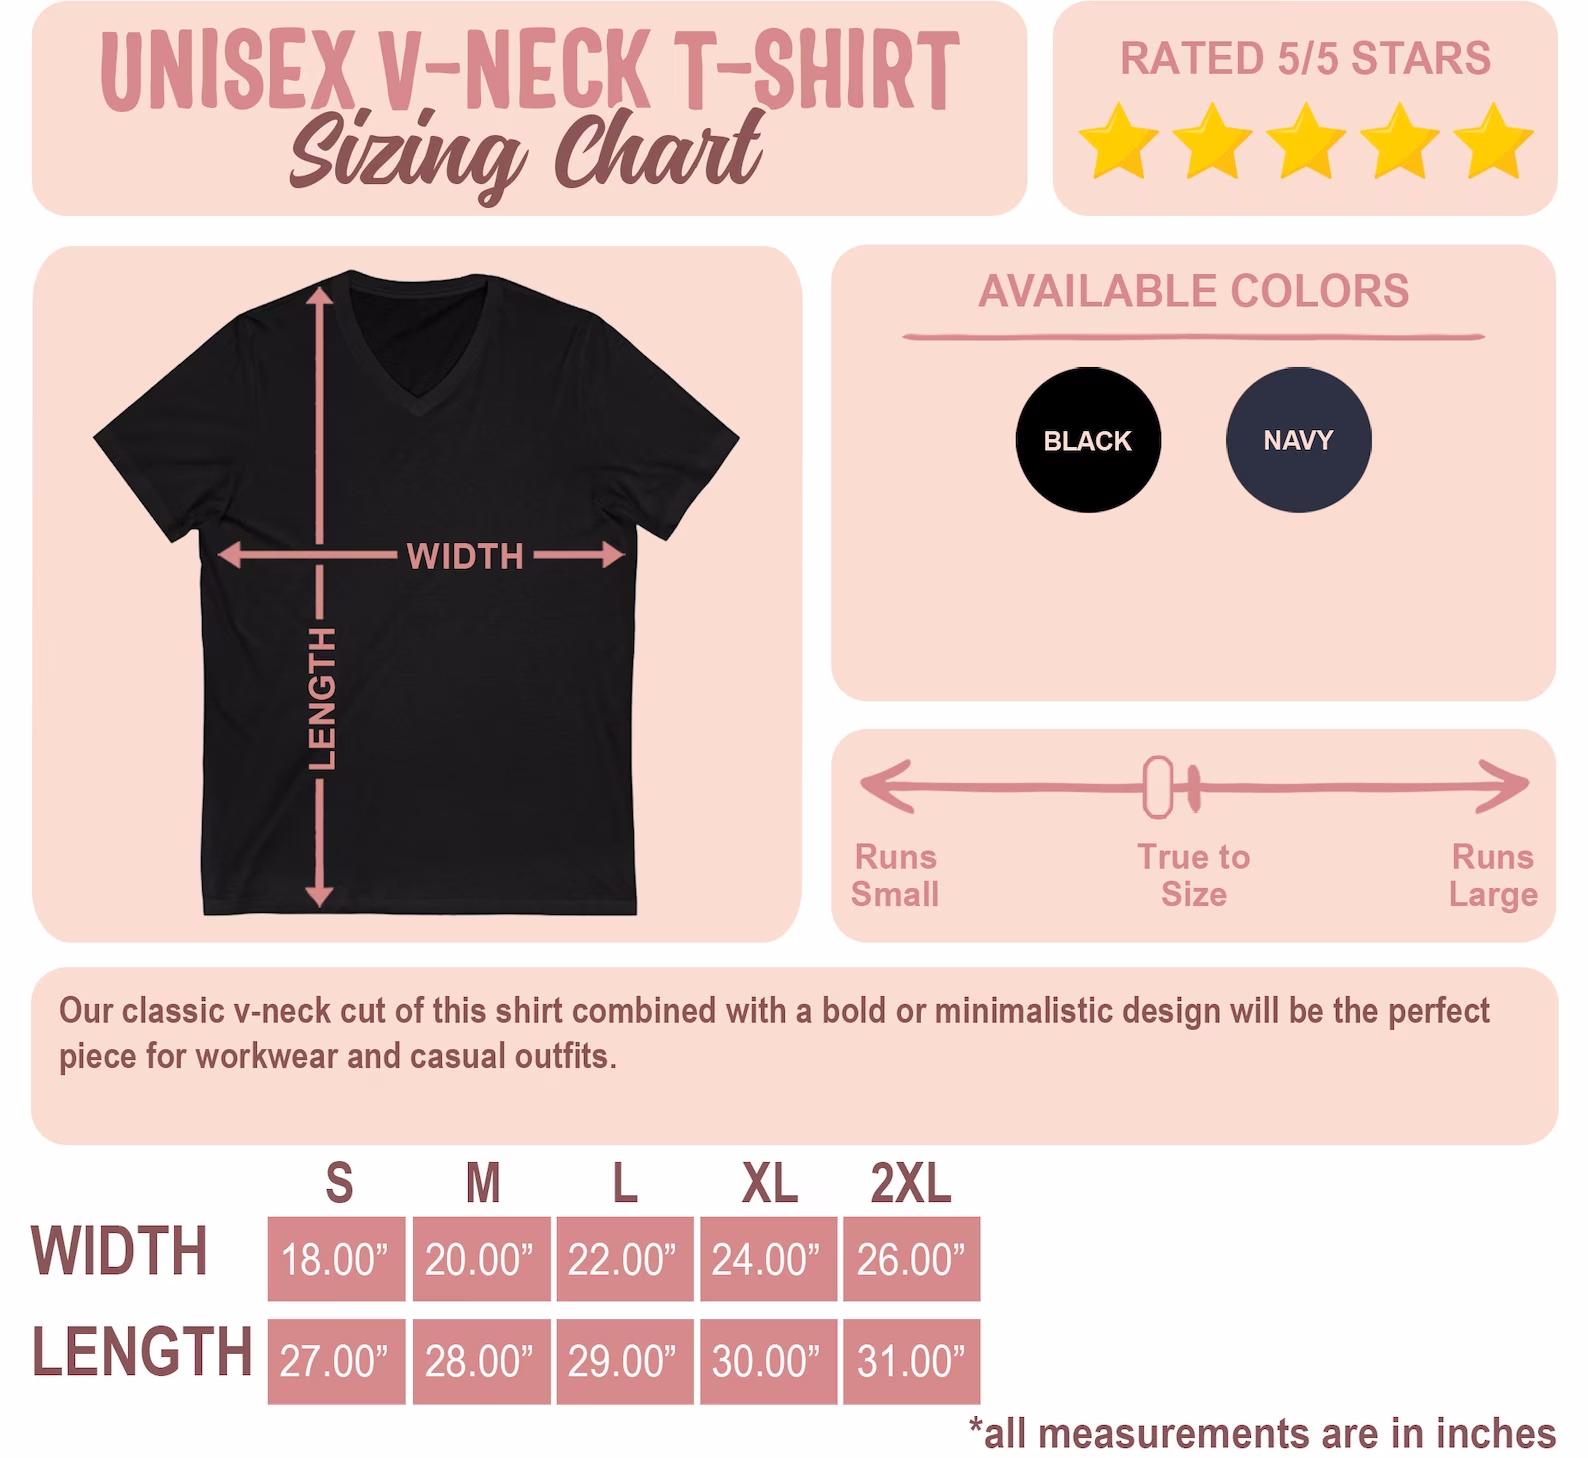 UNISEX V-NECK T-SHIRT
Sizing Chart
RATED 5/5 STARS
WIDTH
LENGTH
AVAILABLE COLORS
BLACK
NAVY
Runs Small
True to Size
Runs Large
Our classic v-neck cut of this shirt combined with a bold or minimalistic design will be the perfect
piece for workwear and casual outfits.
S M L XL 2XL
WIDTH 18.00” 20.00” 22.00” 24.00” 26.00”
LENGTH 27.00” 28.00” 29.00” 30.00” 31.00”
*all measurements are in inches